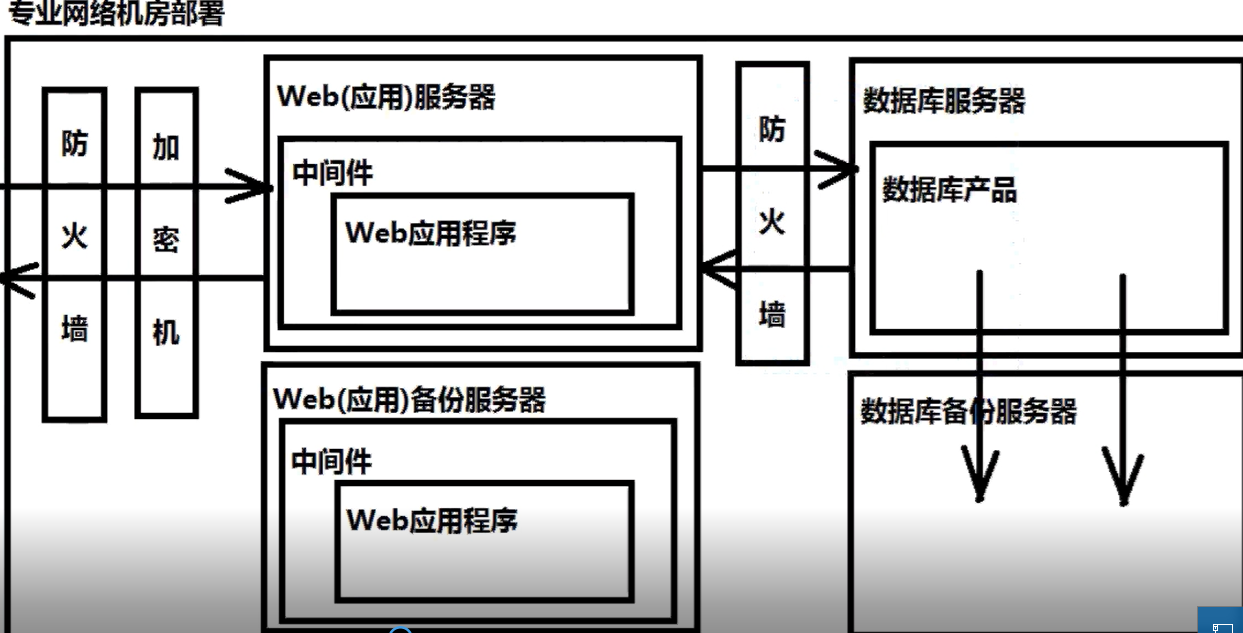 专业网络机房部署
防
火
墙
加
密
机
Web(应用)服务器
中间件
Web应用程序
防
火
墙
数据库服务器
数据库产品
Web(应用)备份服务器
中间件
Web应用程序
数据库备份服务器